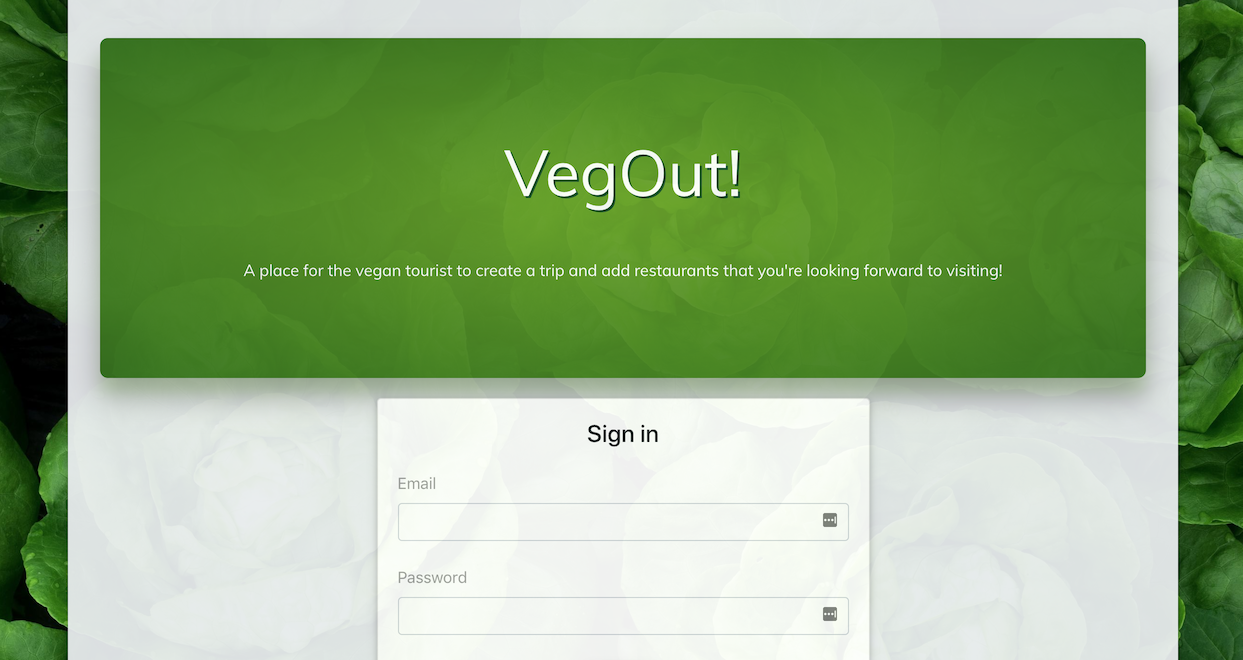 VegOut!
A place for the vegan tourist to create a trip and add restaurants that you're looking forward to visiting!
Sign in
Email
Password